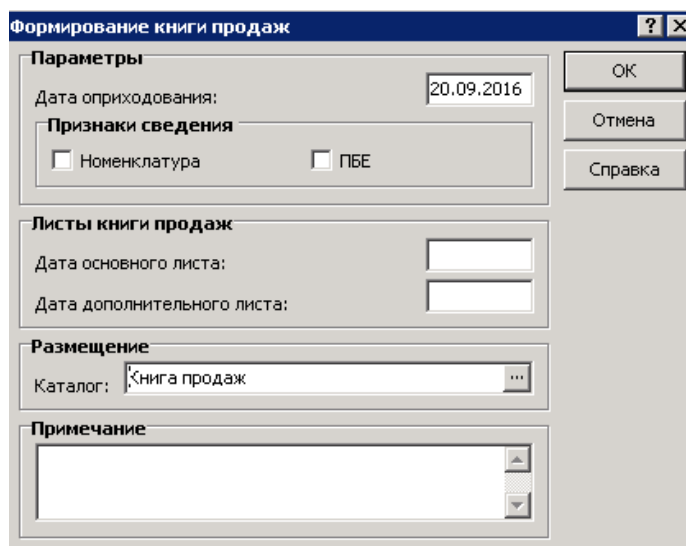 Формирование книги продаж
Параметры
OK
Дата оприходования: 20.09.2016
Отмена
Признаки сведения
Номенклатура ПБЕ
Справка
Листы книги продаж
Дата основного листа:
Дата дополнительного листа:
Размещение
Каталог: Книга продаж ...
Примечание